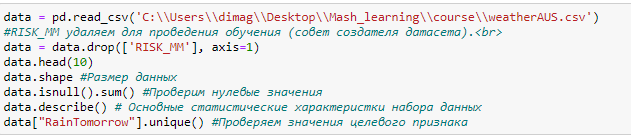 data = pd.read_csv('C:\\Users\\dimag\\Desktop\\Mash_learning\\course\\weatherAUS.csv')
#RISK_MM удаляем для проведения обучения (совет создателя датасета).<br>
data = data.drop(['RISK_MM'], axis=1)
data.head(10)
data.shape #Размер данных
data.isnull().sum() #Проверим нулевые значения
data.describe() # Основные статистические характеристки набора данных
data["RainTomorrow"].unique() #Проверяем значения целевого признака